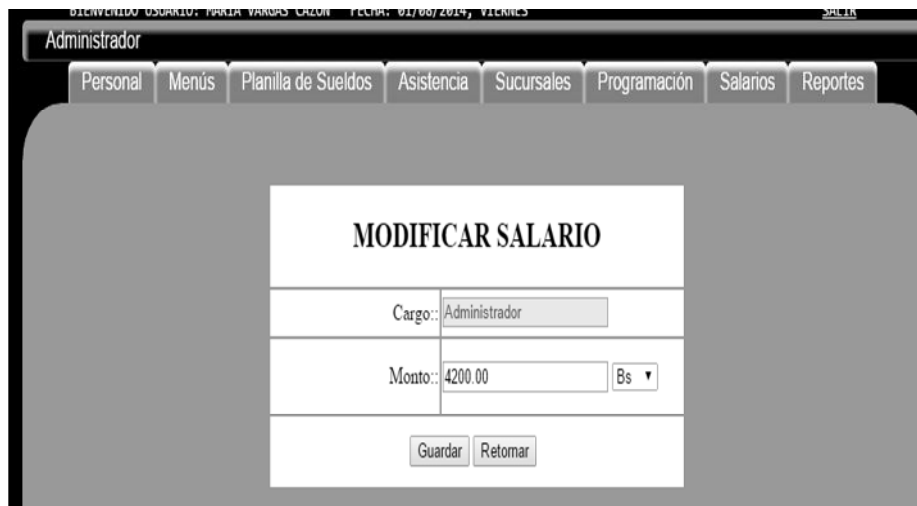 BIENVENIDO USUARIO: MARIA VARGAS CAZON FECHA: 01/08/2014, VIERNES SALIR
Administrador
Personal Menús Planilla de Sueldos Asistencia Sucursales Programación Salarios Reportes
MODIFICAR SALARIO
Cargo:: Administrador
Monto:: 4200.00 Bs
Guardar Retornar